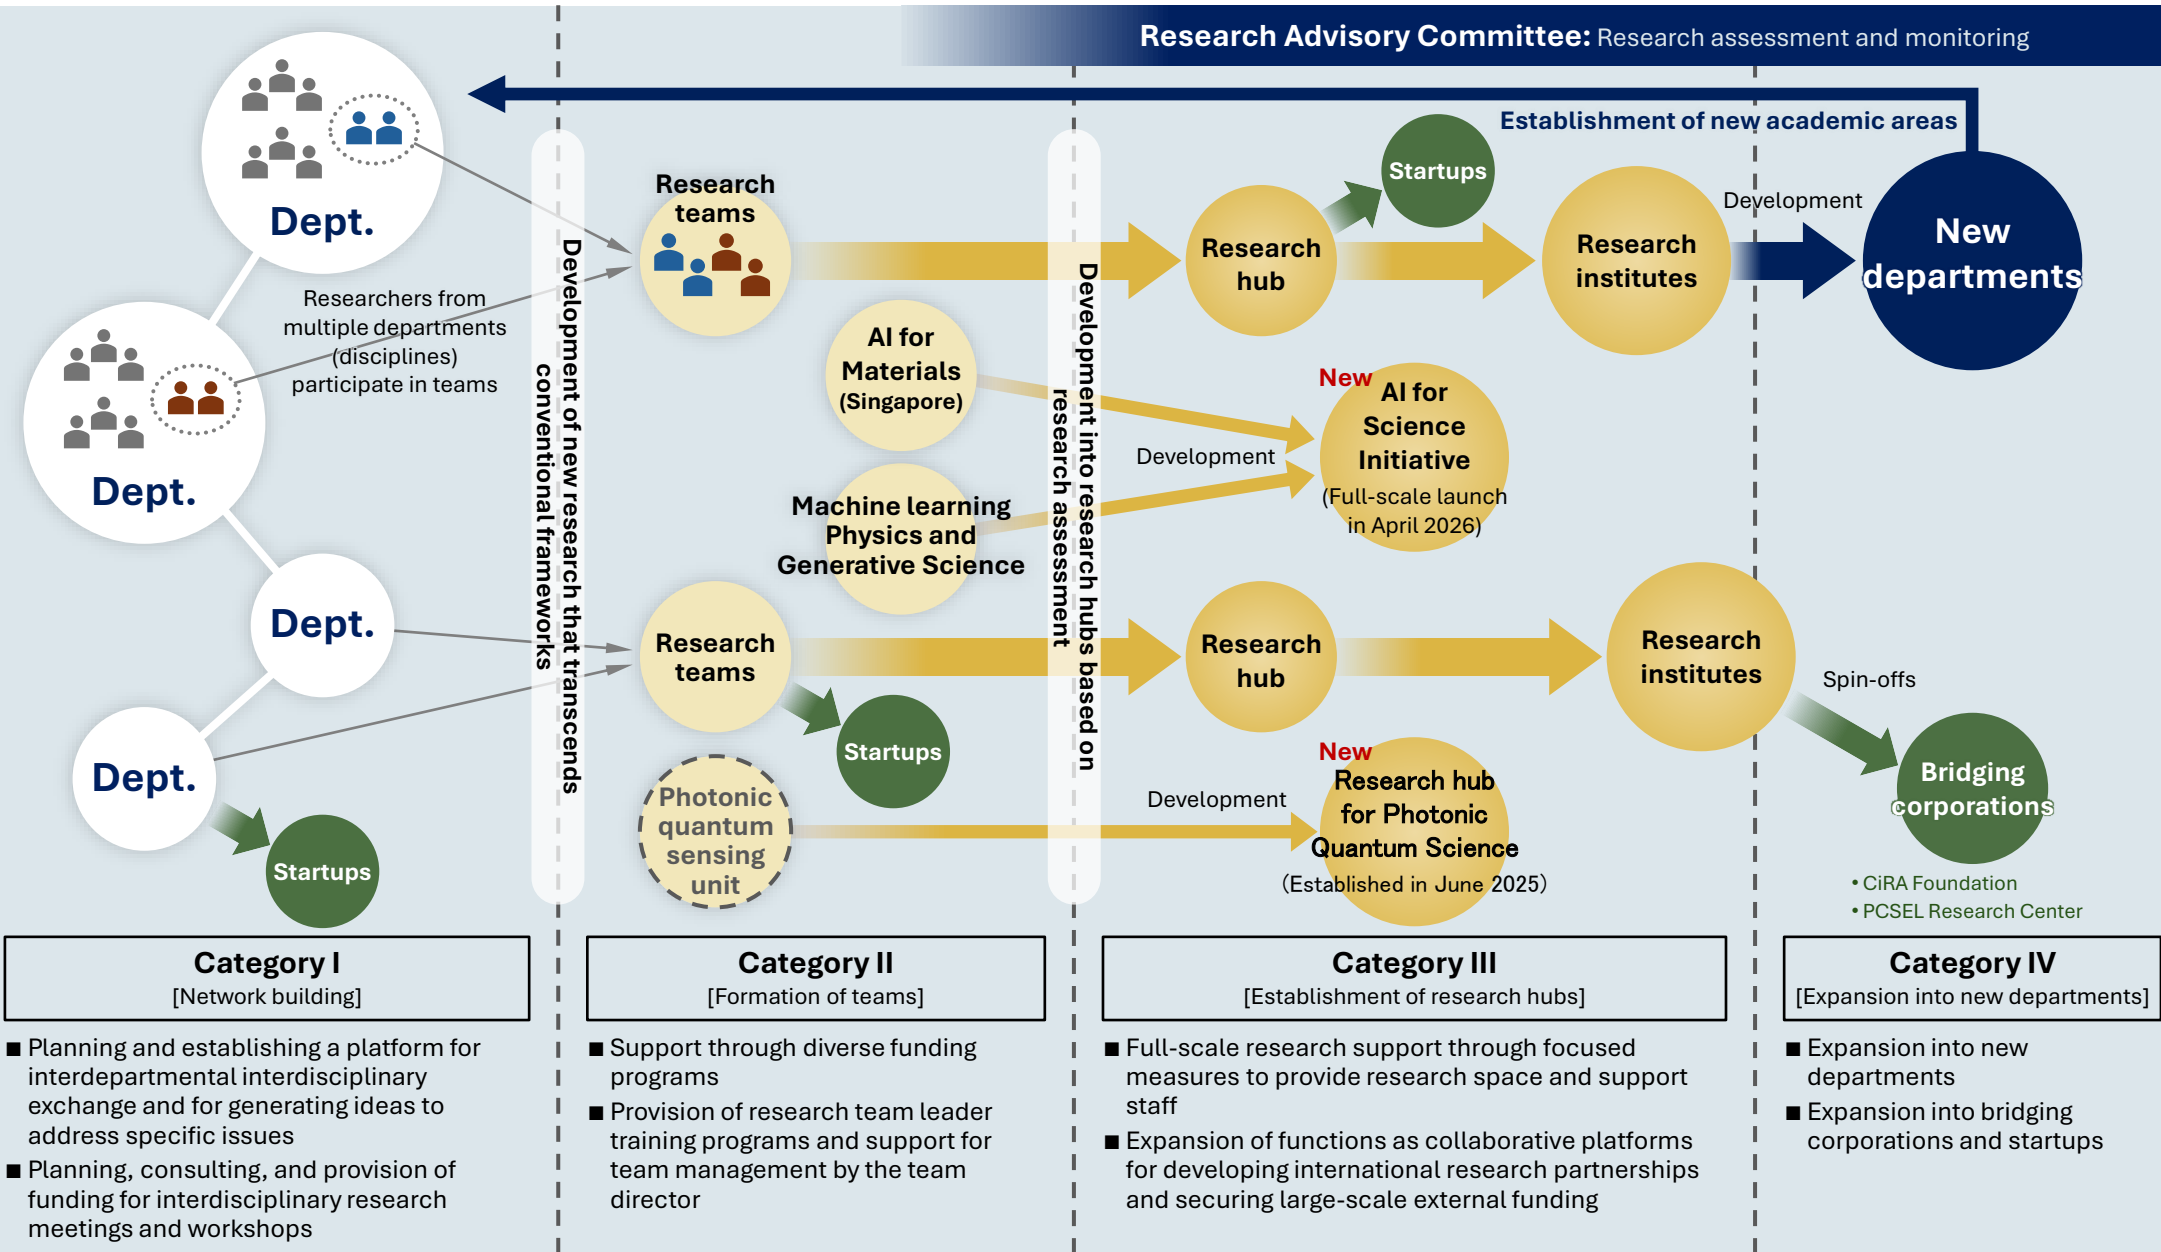 Research Advisory Committee: Research assessment and monitoring
Establishment of new academic areas
Dept.
Researchers from
multiple departments
(disciplines)
participate in teams
Dept.
Dept.
Dept.
Startups
Development of new research that transcends
conventional frameworks
Research
teams
AI for
Materials
(Singapore)
Machine learning
Physics and
Generative Science
Research
teams
Startups
Photonic
quantum
sensing
unit
Development into research hubs based on
research assessment
Research
hub
Startups
Research
institutes
Development
New
departments
Development
New
AI for
Science
Initiative
(Full-scale launch
in April 2026)
Research
hub
Research
institutes
Spin-offs
Bridging
corporations
• CiRA Foundation
• PCSEL Research Center
Development
New
Research hub
for Photonic
Quantum Science
(Established in June 2025)
Category I
[Network building]
■ Planning and establishing a platform for
interdepartmental interdisciplinary
exchange and for generating ideas to
address specific issues
■ Planning, consulting, and provision of
funding for interdisciplinary research
meetings and workshops
Category II
[Formation of teams]
■ Support through diverse funding
programs
■ Provision of research team leader
training programs and support for
team management by the team
director
Category III
[Establishment of research hubs]
■ Full-scale research support through focused
measures to provide research space and support
staff
■ Expansion of functions as collaborative platforms
for developing international research partnerships
and securing large-scale external funding
Category IV
[Expansion into new departments]
■ Expansion into new
departments
■ Expansion into bridging
corporations and startups